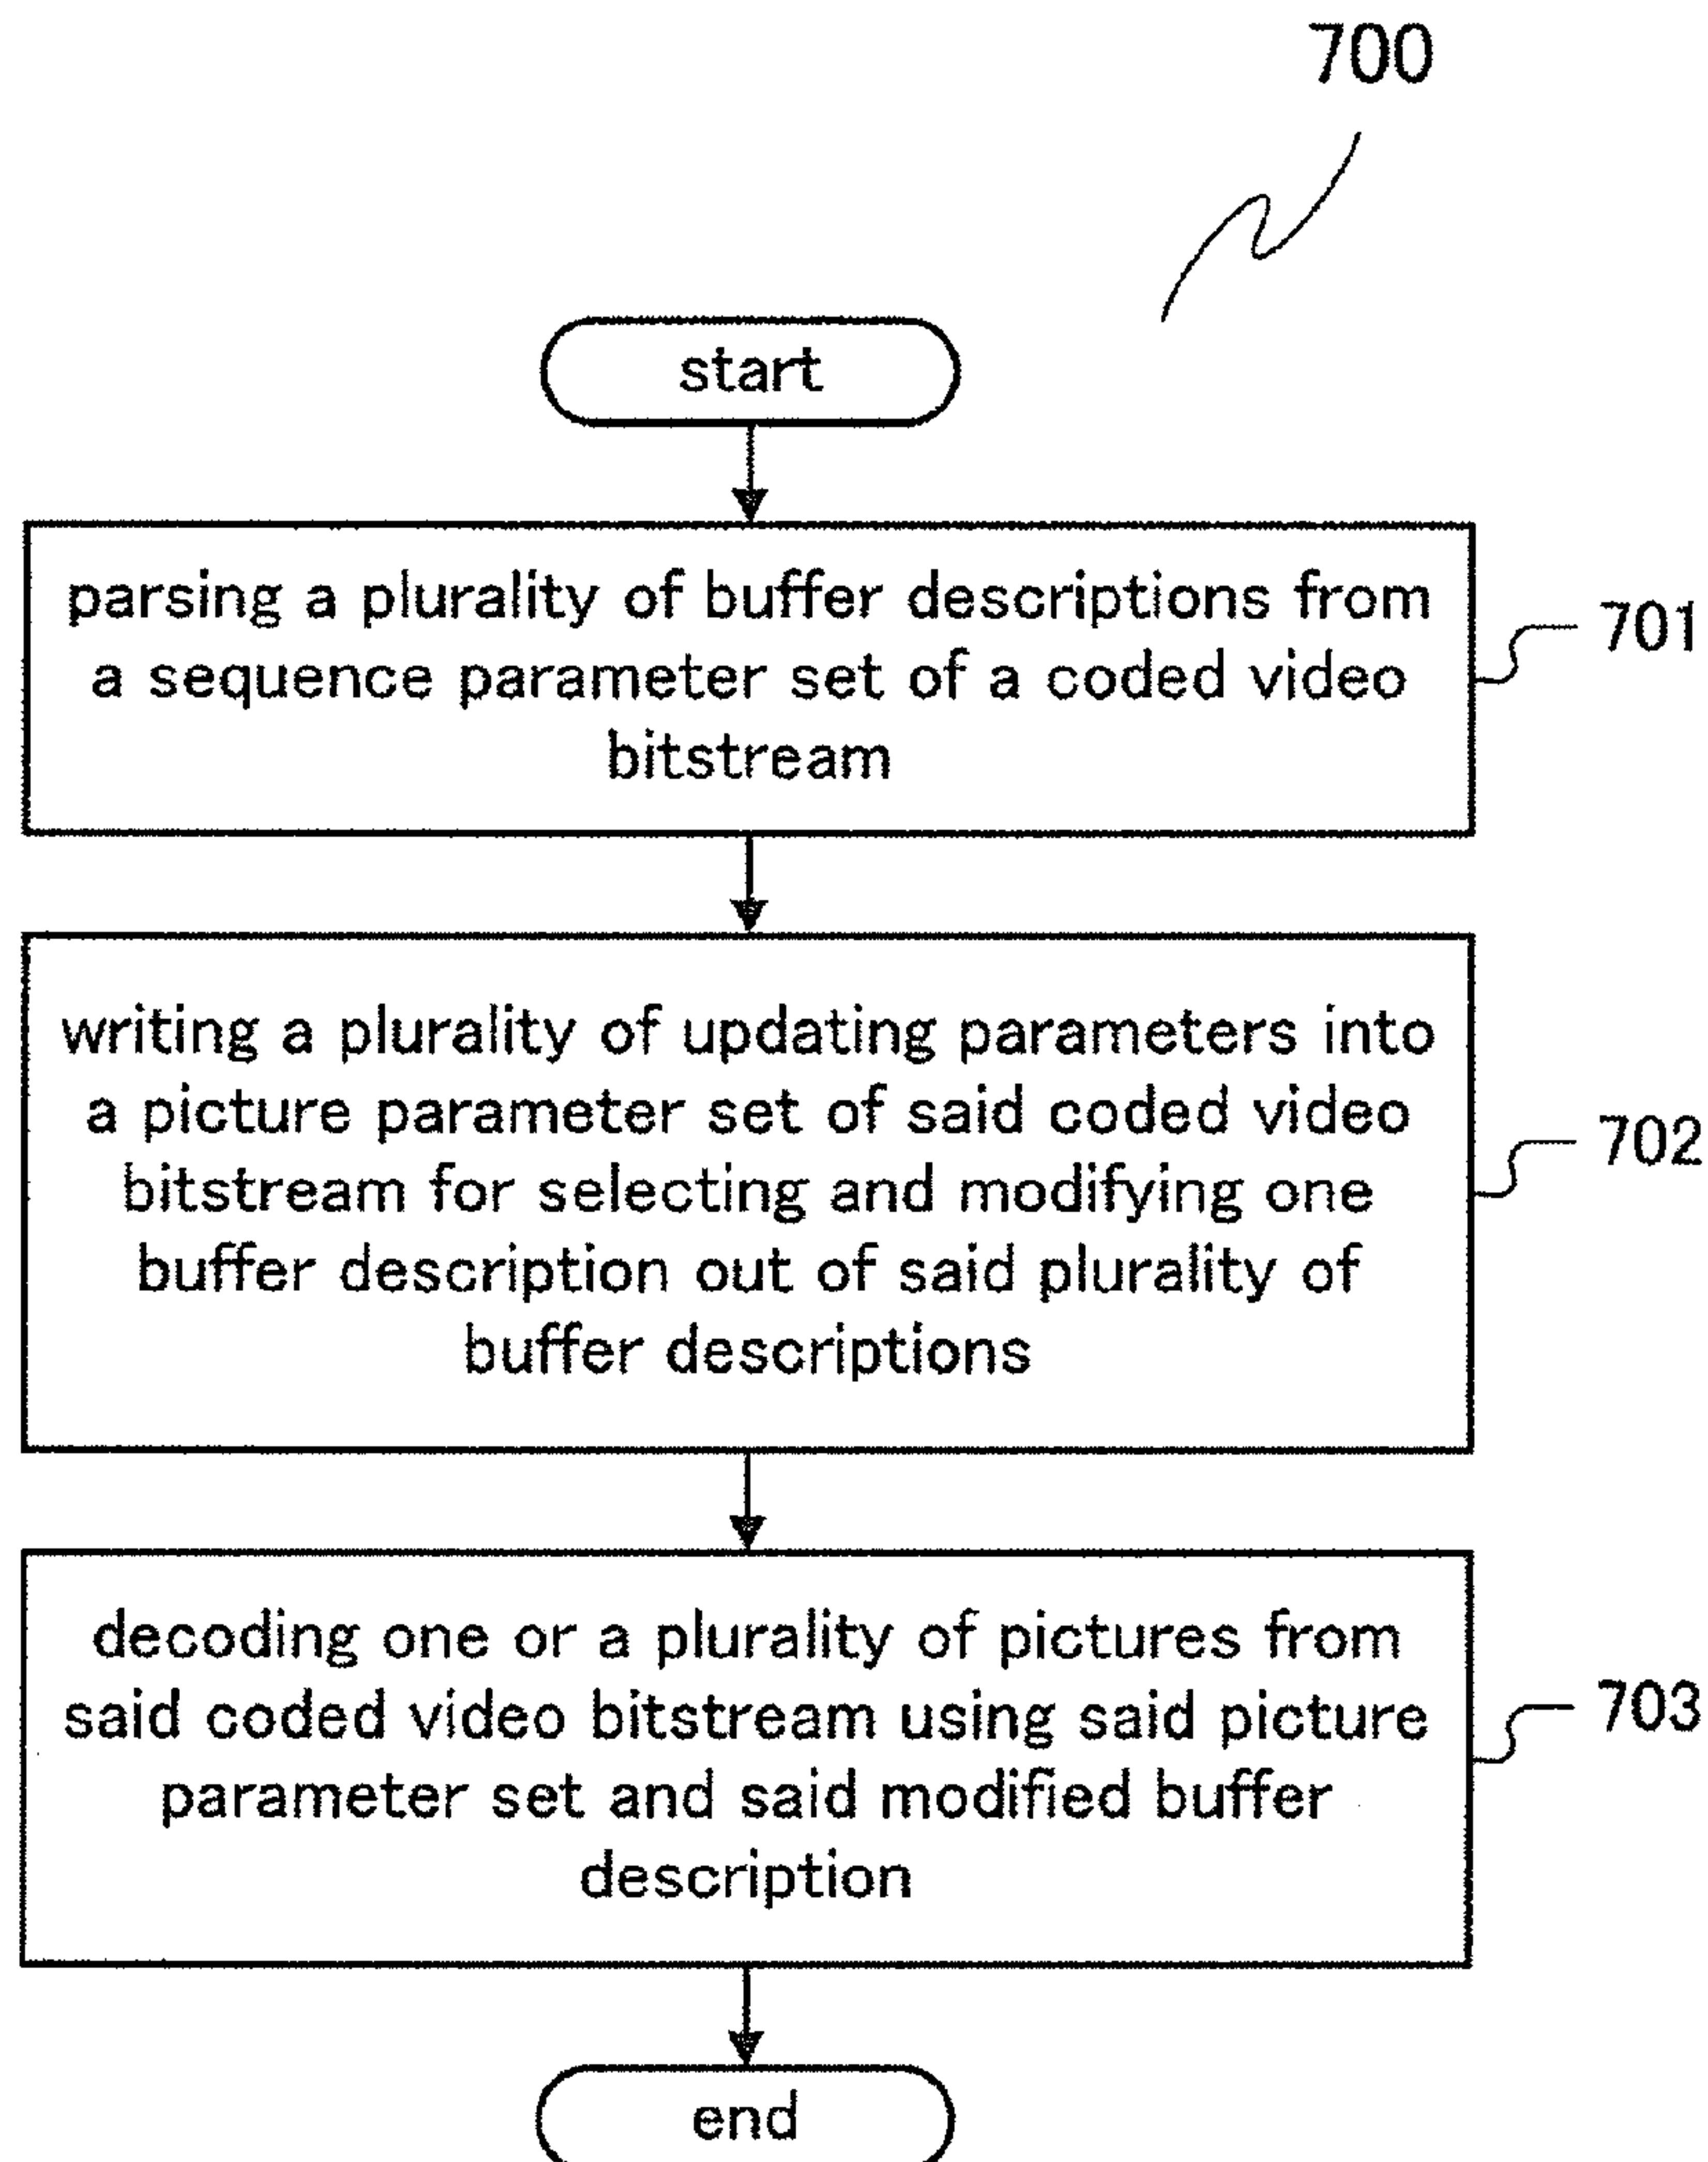 700
start
parsing a plurality of buffer descriptions from
a sequence parameter set of a coded video
bitstream
701
writing a plurality of updating parameters into
a picture parameter set of said coded video
bitstream for selecting and modifying one
buffer description out of said plurality of
buffer descriptions
702
decoding one or a plurality of pictures from
said coded video bitstream using said picture
parameter set and said modified buffer
description
703
end